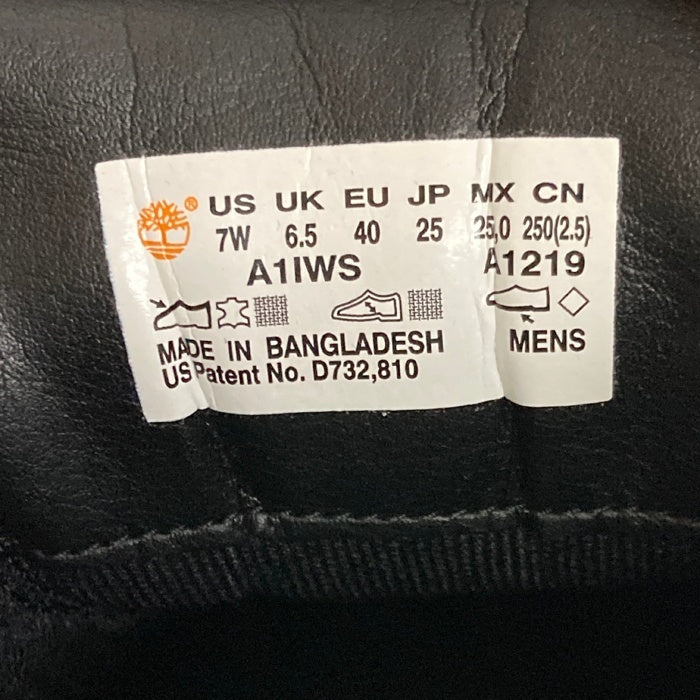 ® US UK EU JP MX CN
7W 6.5 40 25 25,0 250(2.5)
A1IWS A1219
MADE IN BANGLADESH MENS
US Patent No. D732,810